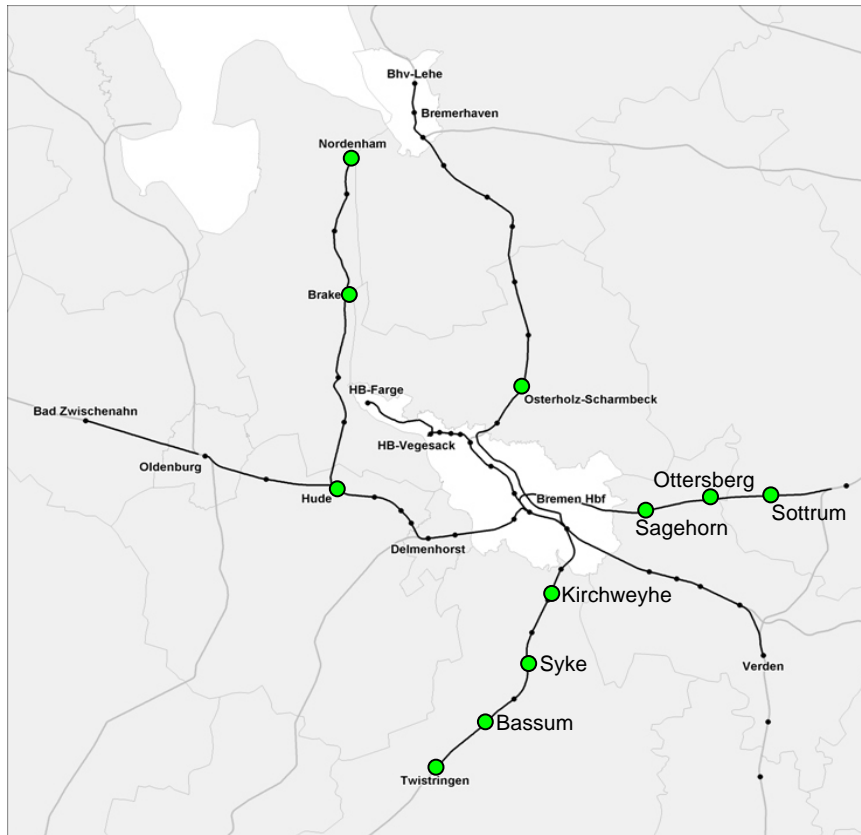 Bhv-Lehe
Bremerhaven
Nordenham
Brake
HB-Farge
Osterholz-Scharmbeck
Bad Zwischenahn
HB-Vegesack
Oldenburg
Ottersberg
Hude
Bremen Hbf
Sagehorn
Sottrum
Delmenhorst
Kirchweyhe
Syke
Verden
Bassum
Twistringen